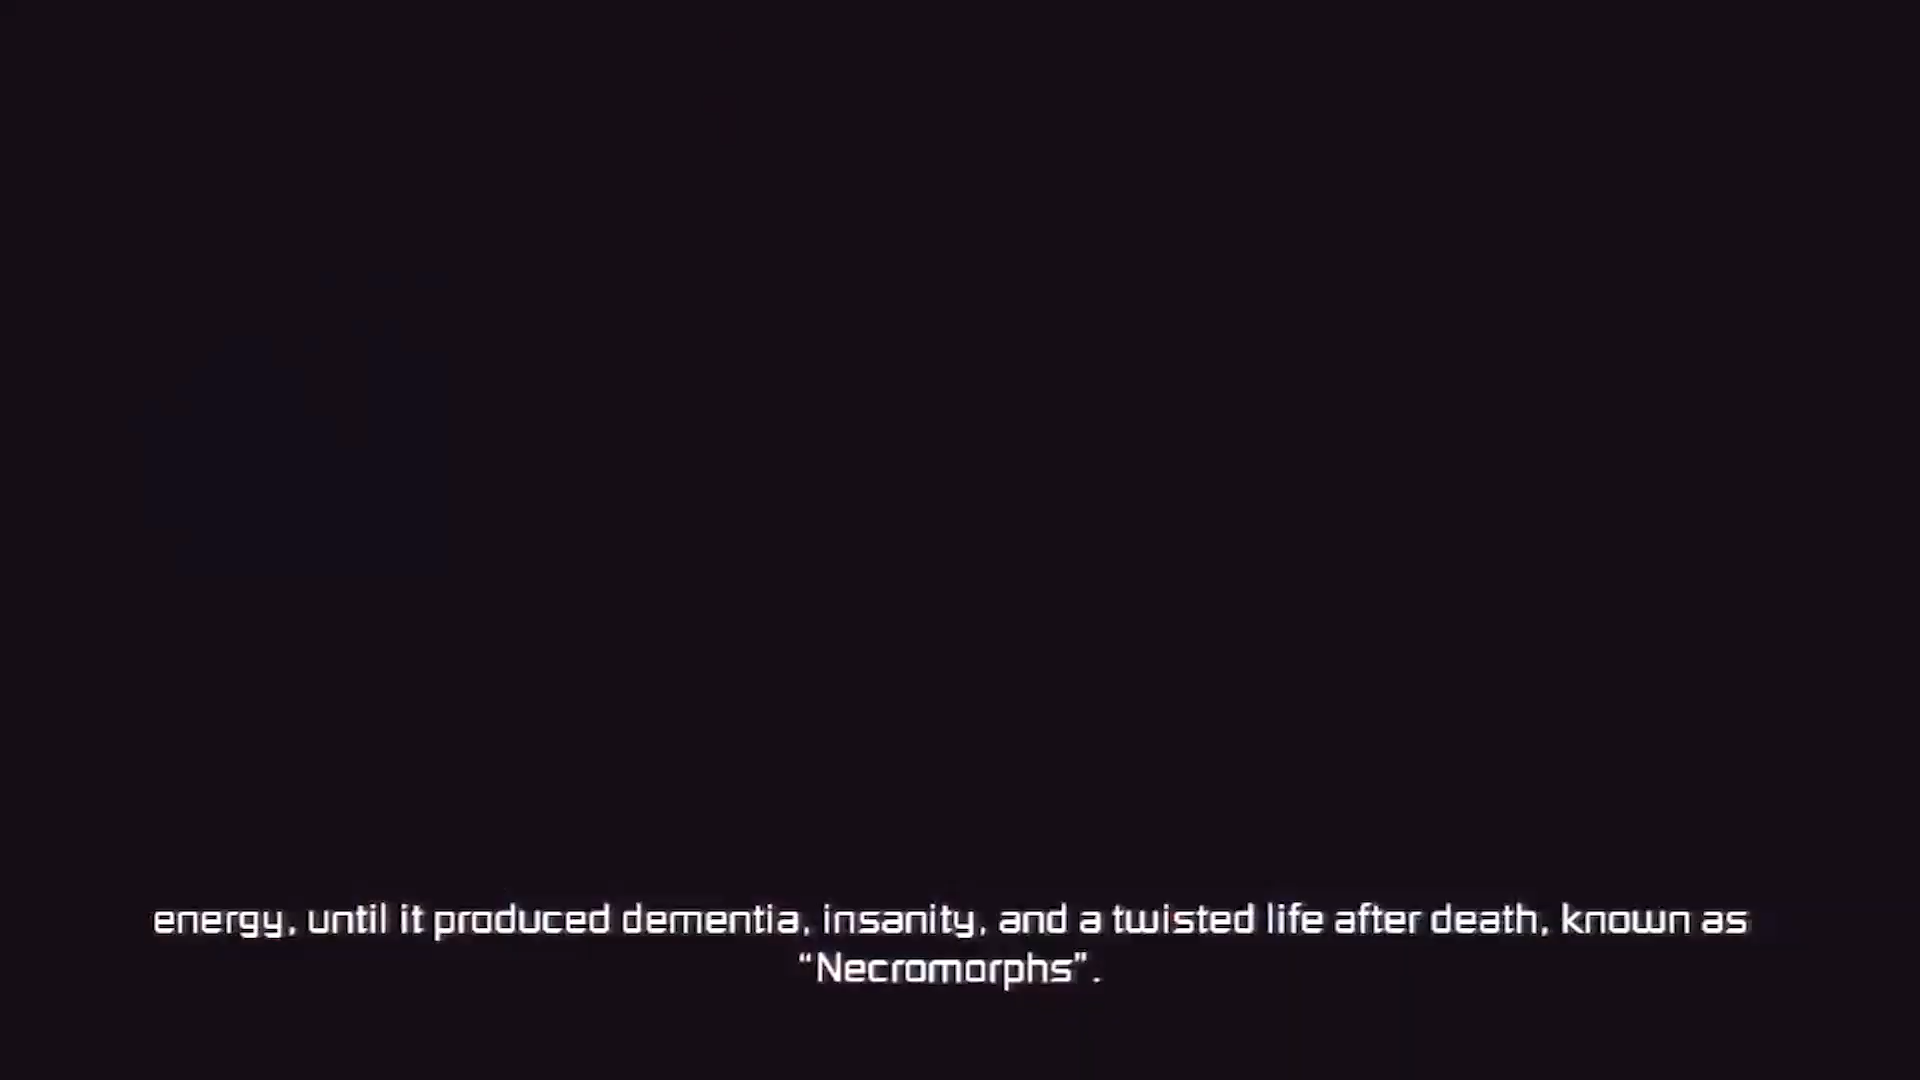 energy, until it produced dementia, insanity, and a twisted life after death, known as
“Necromorphs”.